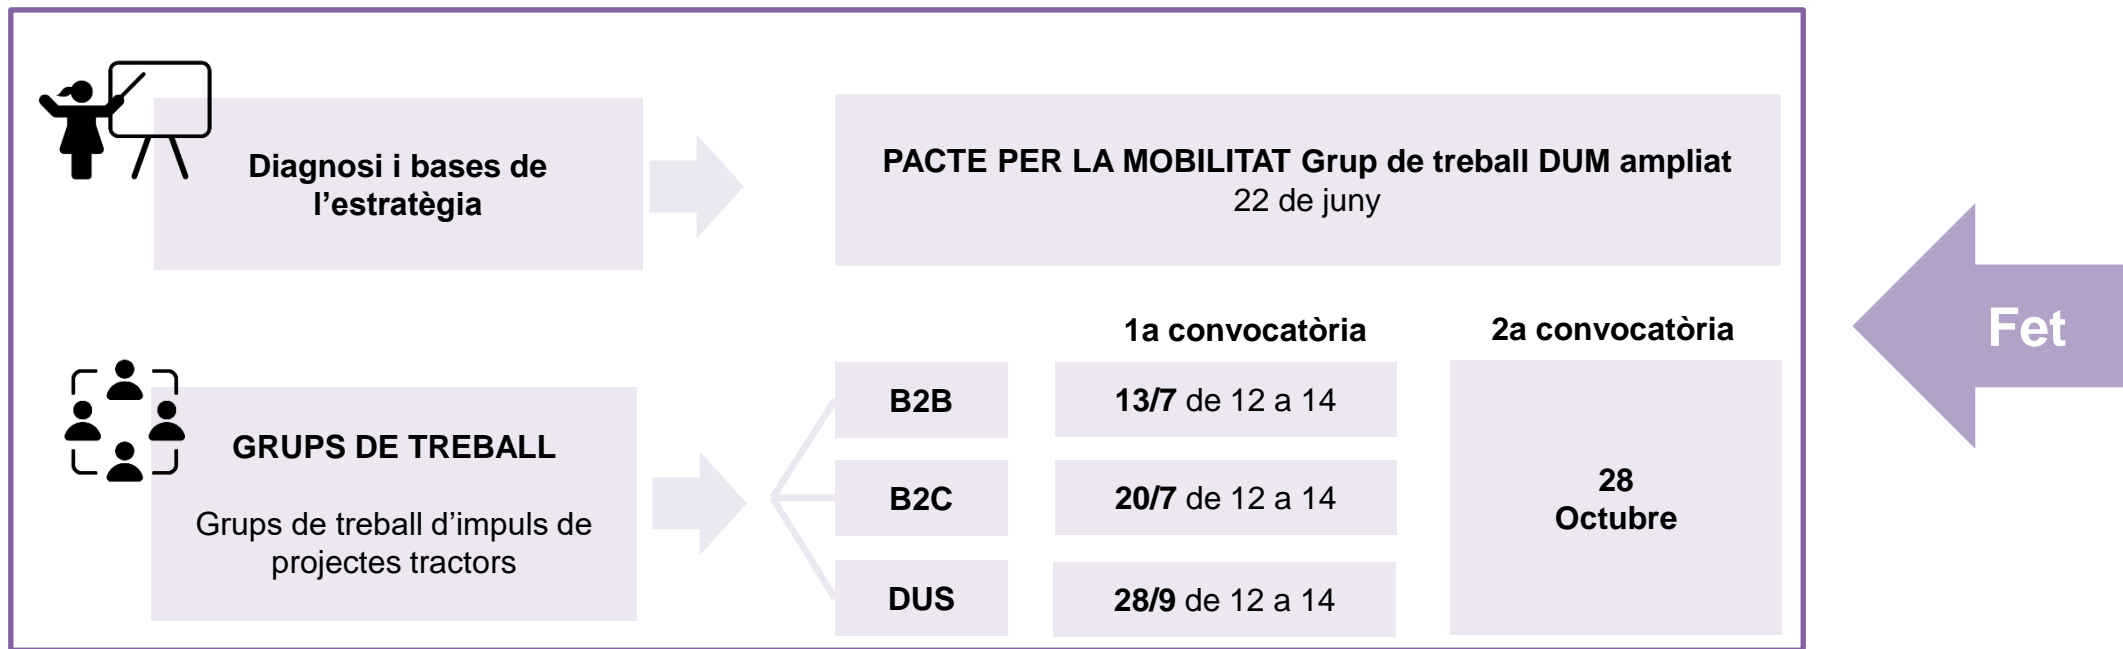 Diagnosi i bases de
l’estratègia
PACTE PER LA MOBILITAT Grup de treball DUM ampliat
22 de juny
Fet
1a convocatòria
2a convocatòria
GRUPS DE TREBALL
Grups de treball d’impuls de
projectes tractors
B2B
13/7 de 12 a 14
B2C
20/7 de 12 a 14
DUS
28/9 de 12 a 14
28
Octubre